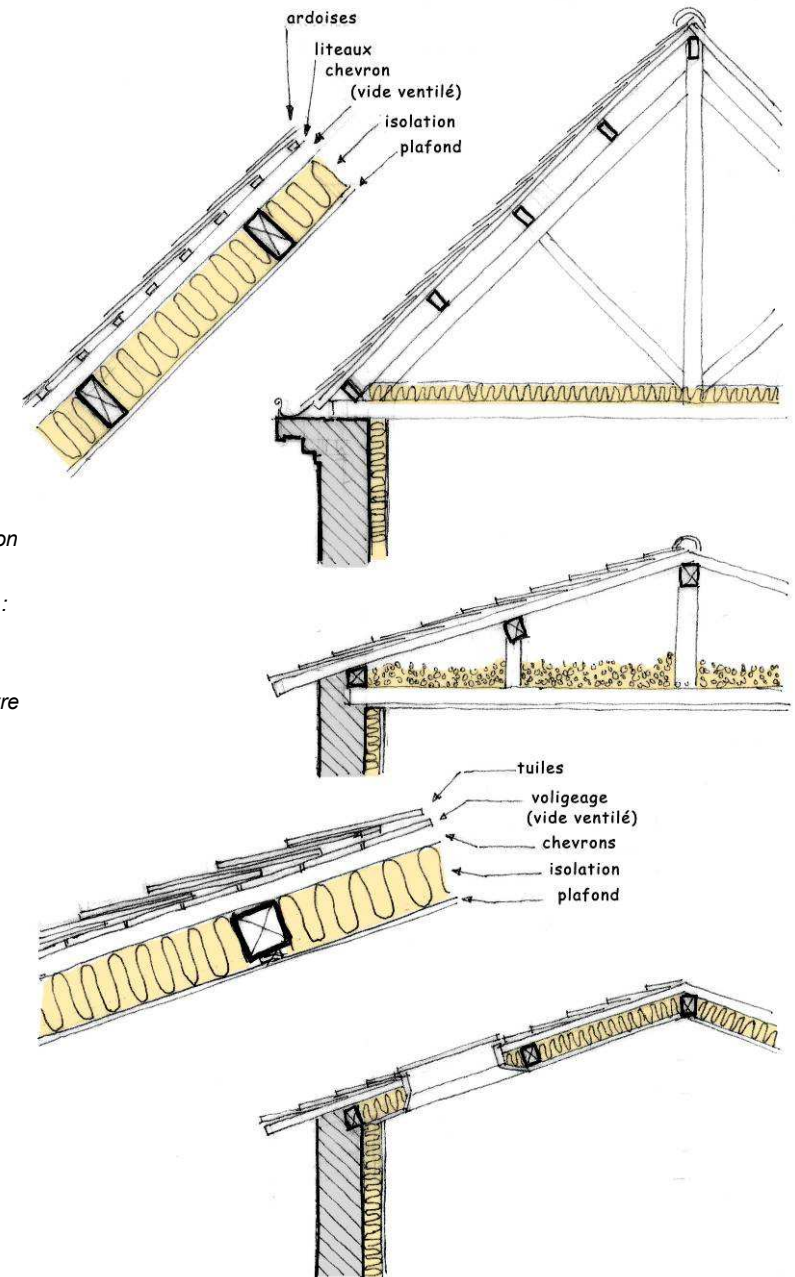 ardoises
liteaux
chevron
(vide ventilé)
isolation
plafond
:
tuiles
voligeage
(vide ventilé)
chevrons
isolation
plafond